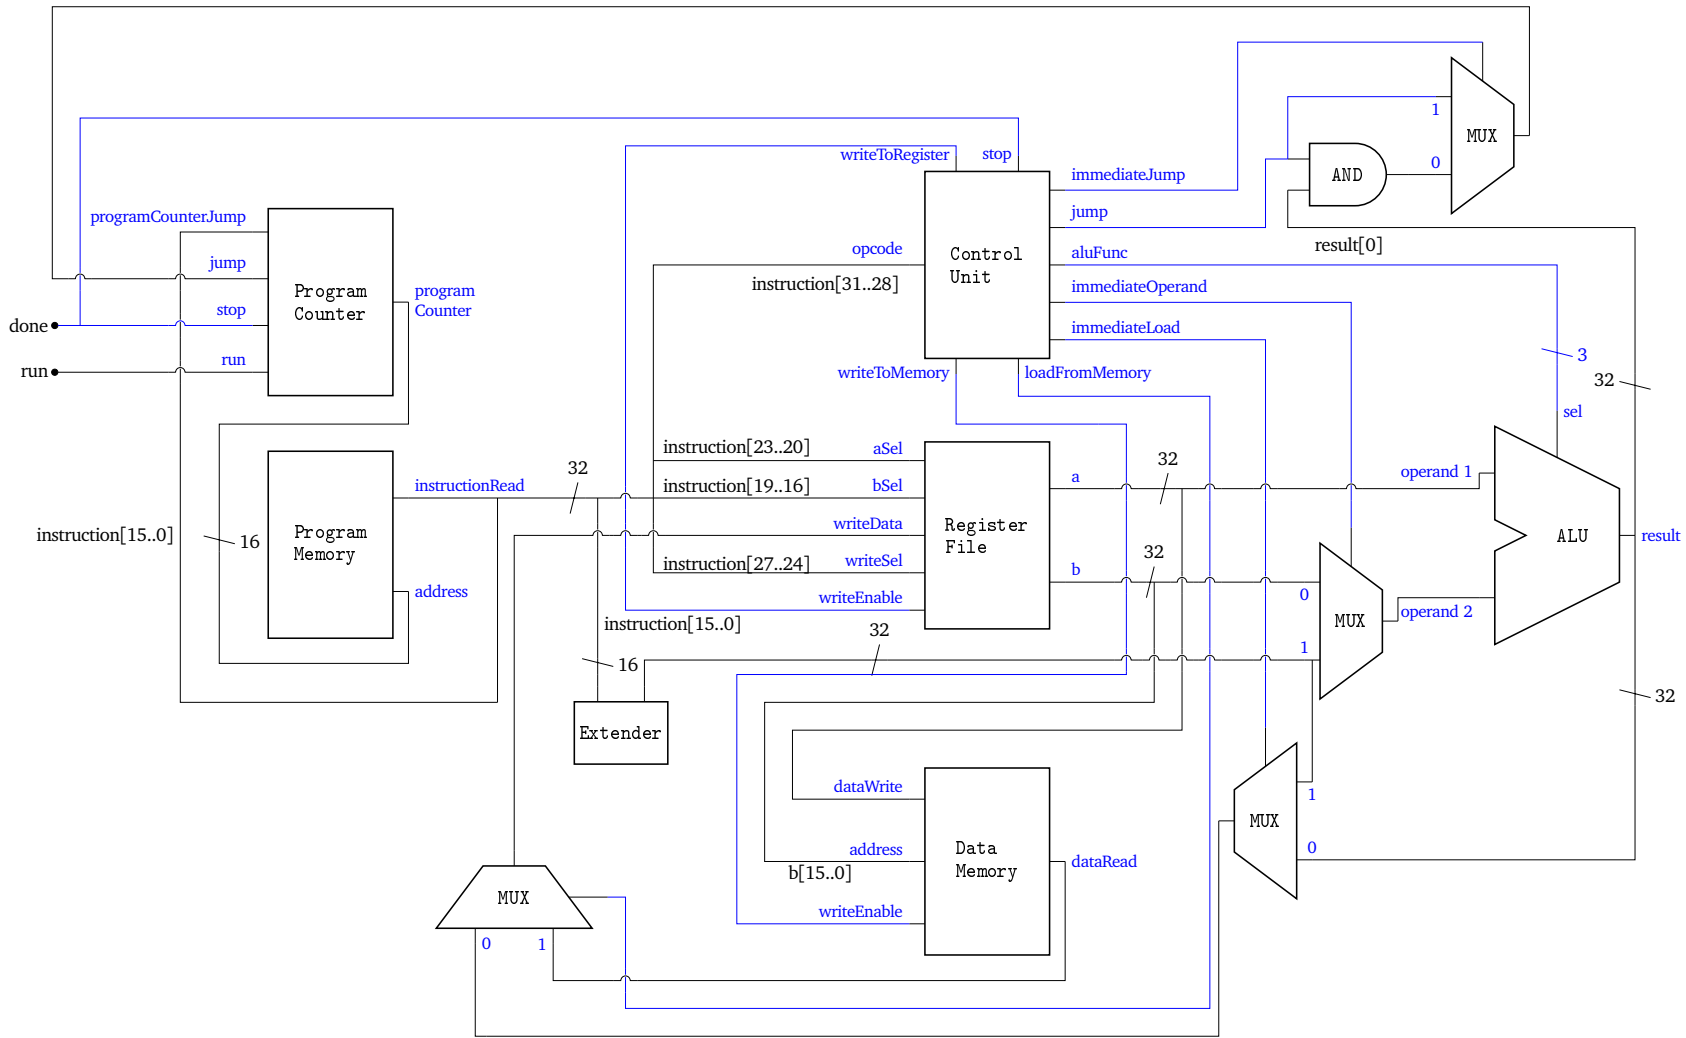 writeToRegister
stop
immediateJump
jump
aluFunc
immediateOperand
immediateLoad
opcode
instruction[31..28]
Control
Unit
writeToMemory
loadFromMemory
1
0
MUX
AND
result[0]
programCounterJump
jump
stop
run
done
run
Program
Counter
program
Counter
3
32
sel
instruction[23..20]
aSel
instruction[19..16]
bSel
writeData
instruction[27..24]
writeSel
writeEnable
instruction[15..0]
Register
File
a
b
32
32
32
instructionRead
32
instruction[15..0]
16
Program
Memory
address
operand 1
operand 2
ALU
result
0
1
MUX
16
32
Extender
dataWrite
address
b[15..0]
writeEnable
Data
Memory
dataRead
1
0
MUX
MUX
0
1